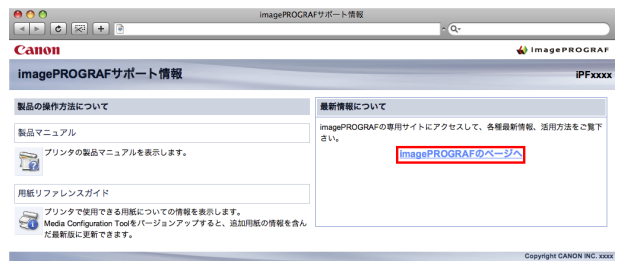 imagePROGRAFサポート情報
Q-
Canon
imagePROGRAF
imagePROGRAFサポート情報
iPFxxxx
製品の操作方法について
製品マニュアル
プリンタの製品マニュアルを表示します。
用紙リファレンスガイド
プリンタで使用できる用紙についての情報を表示します。
Media Configuration Toolをバージョンアップすると、追加用紙の情報を含ん
だ最新版に更新できます。
最新情報について
imagePROGRAFの専用サイトにアクセスして、各種最新情報、活用方法をご覧下
さい。
imagePROGRAFのページへ
Copyright CANON INC. xxxx